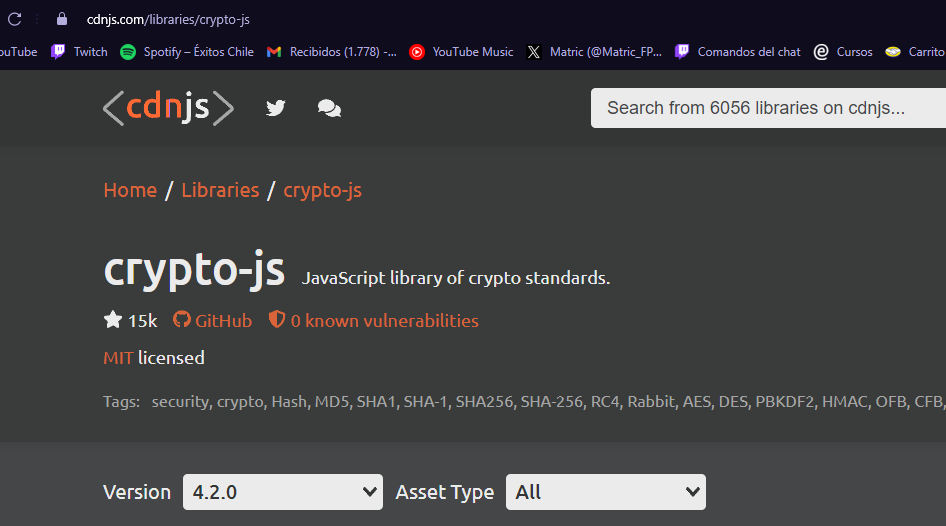 cdnjs.com/libraries/crypto-js
ouTube Twitch Spotify – Éxitos Chile Recibidos (1.778) -... YouTube Music Matric (@Matric_FP... Comandos del chat Cursos Carrito
<cdnjs> Search from 6056 libraries on cdnjs...
Home / Libraries / crypto-js
crypto-js JavaScript library of crypto standards.
15k GitHub 0 known vulnerabilities
MIT licensed
Tags: security, crypto, Hash, MD5, SHA1, SHA-1, SHA256, SHA-256, RC4, Rabbit, AES, DES, PBKDF2, HMAC, OFB, CFB,
Version 4.2.0 Asset Type All